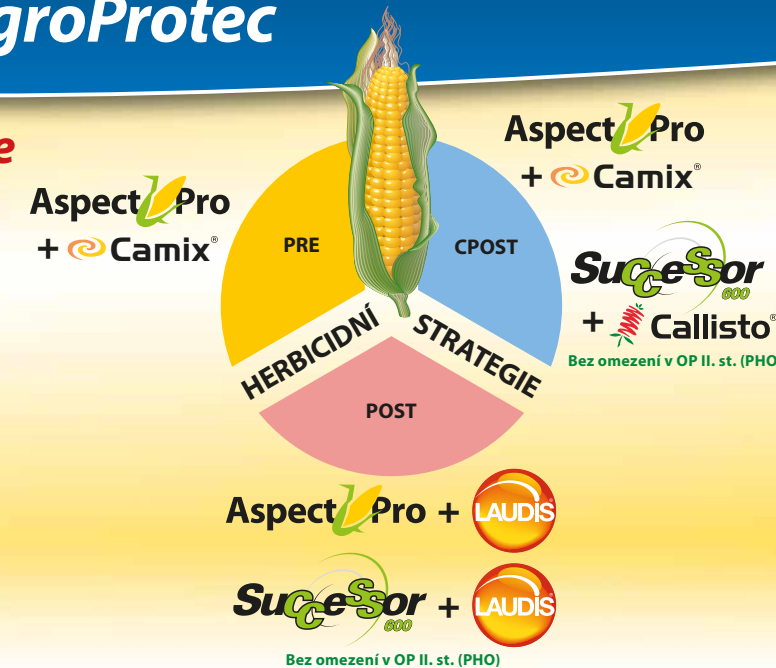 groProtec
e
Aspect Pro
+ Camix®
PRE
CPOST
Aspect Pro
+ Camix®
Successor
600
+ Callisto®
Bez omezení v OP II. st. (PHO
HERBICIDNÍ STRATEGIE
POST
Aspect Pro + LAUDIS
Successor
600
+ LAUDIS
Bez omezení v OP II. st. (PHO)